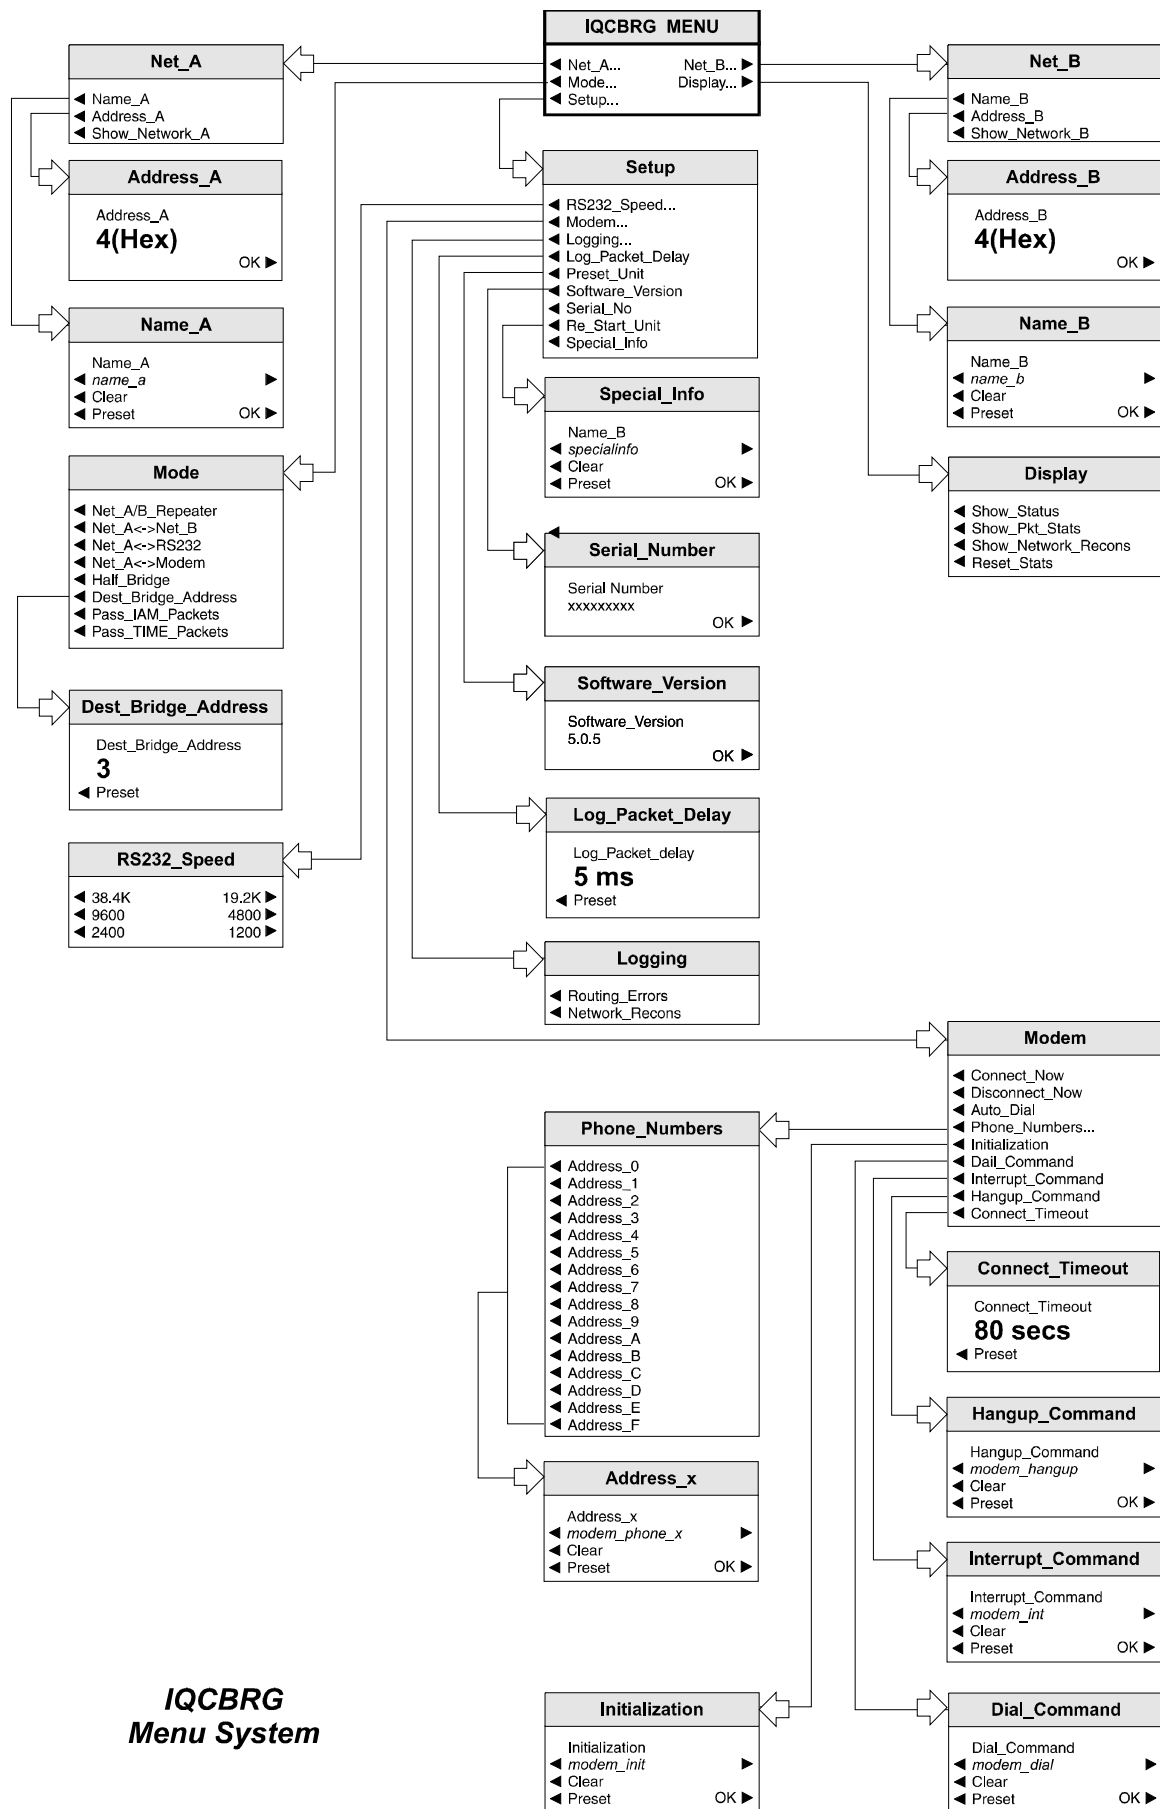 IQCBRG MENU
◀ Net_A... Net_B... ▶
◀ Mode... Display... ▶
◀ Setup...
Net_A
◀ Name_A
◀ Address_A
◀ Show_Network_A
Address_A
Address_A
4(Hex)
OK ▶
Name_A
Name_A
◀ name_a ▶
◀ Clear
◀ Preset OK ▶
Mode
◀ Net_A/B_Repeater
◀ Net_A<->Net_B
◀ Net_A<->RS232
◀ Net_A<->Modem
◀ Half_Bridge
◀ Dest_Bridge_Address
◀ Pass_IAM_Packets
◀ Pass_TIME_Packets
Dest_Bridge_Address
Dest_Bridge_Address
3
◀ Preset
RS232_Speed
◀ 38.4K 19.2K ▶
◀ 9600 4800 ▶
◀ 2400 1200 ▶
Setup
◀ RS232_Speed...
◀ Modem...
◀ Logging...
◀ Log_Packet_Delay
◀ Preset_Unit
◀ Software_Version
◀ Serial_No
◀ Re_Start_Unit
◀ Special_Info
Special_Info
Name_B
◀ specialinfo ▶
◀ Clear
◀ Preset OK ▶
Serial_Number
Serial Number
xxxxxxxxx
OK ▶
Software_Version
Software_Version
5.0.5
OK ▶
Log_Packet_Delay
Log_Packet_delay
5 ms
◀ Preset
Logging
◀ Routing_Errors
◀ Network_Recons
Net_B
◀ Name_B
◀ Address_B
◀ Show_Network_B
Address_B
Address_B
4(Hex)
OK ▶
Name_B
Name_B
◀ name_b ▶
◀ Clear
◀ Preset OK ▶
Display
◀ Show_Status
◀ Show_Pkt_Stats
◀ Show_Network_Recons
◀ Reset_Stats
Modem
◀ Connect_Now
◀ Disconnect_Now
◀ Auto_Dial
◀ Phone_Numbers...
◀ Initialization
◀ Dail_Command
◀ Interrupt_Command
◀ Hangup_Command
◀ Connect_Timeout
Phone_Numbers
◀ Address_0
◀ Address_1
◀ Address_2
◀ Address_3
◀ Address_4
◀ Address_5
◀ Address_6
◀ Address_7
◀ Address_8
◀ Address_9
◀ Address_A
◀ Address_B
◀ Address_C
◀ Address_D
◀ Address_E
◀ Address_F
Address_x
Address_x
◀ modem_phone_x ▶
◀ Clear
◀ Preset OK ▶
Connect_Timeout
Connect_Timeout
80 secs
◀ Preset
Hangup_Command
Hangup_Command
◀ modem_hangup ▶
◀ Clear
◀ Preset OK ▶
Interrupt_Command
Interrupt_Command
◀ modem_int ▶
◀ Clear
◀ Preset OK ▶
Initialization
Initialization
◀ modem_init ▶
◀ Clear
◀ Preset OK ▶
Dial_Command
Dial_Command
◀ modem_dial ▶
◀ Clear
◀ Preset OK ▶
IQCBRG
Menu System